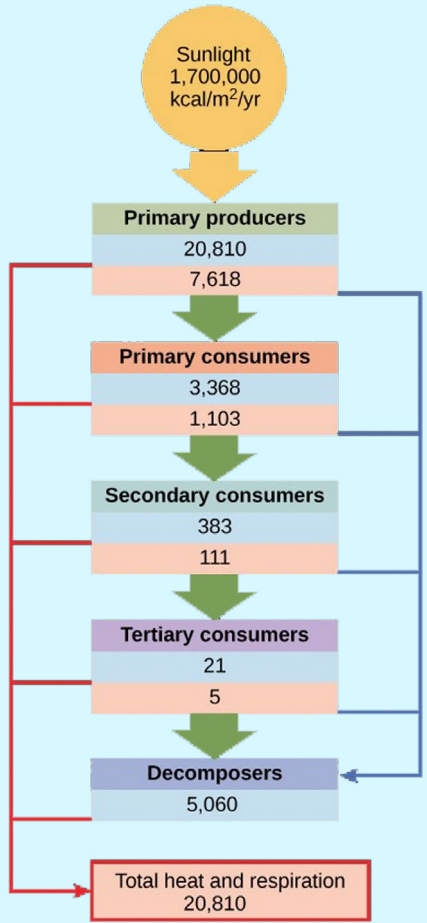 Sunlight
1,700,000
kcal/m²/yr
Primary producers
20,810
7,618
Primary consumers
3,368
1,103
Secondary consumers
383
111
Tertiary consumers
21
5
Decomposers
5,060
Total heat and respiration
20,810